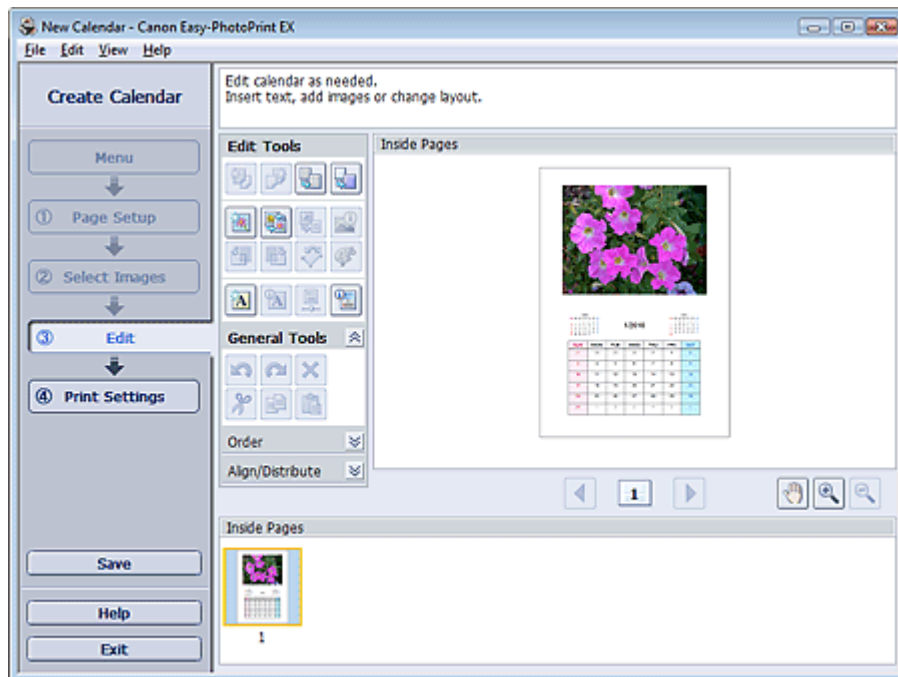 New Calendar - Canon Easy-PhotoPrint EX
File Edit View Help
Create Calendar
Edit calendar as needed.
Insert text, add images or change layout.
Menu
① Page Setup
② Select Images
③ Edit
④ Print Settings
Save
Help
Exit
Edit Tools
General Tools
Order
Align/Distribute
Inside Pages
1/2010
1
Inside Pages
1